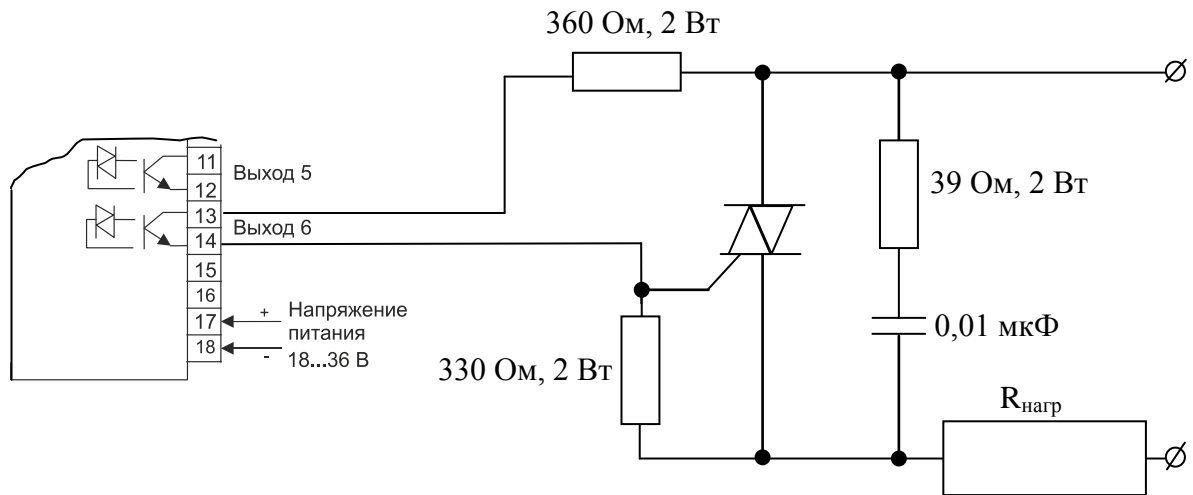 360 Ом, 2 Вт
11
Выход 5
12
13
Выход 6
14
15
16
17
+ Напряжение
питания
18
- 18...36 В
39 Ом, 2 Вт
0,01 мкФ
330 Ом, 2 Вт
Rнагр